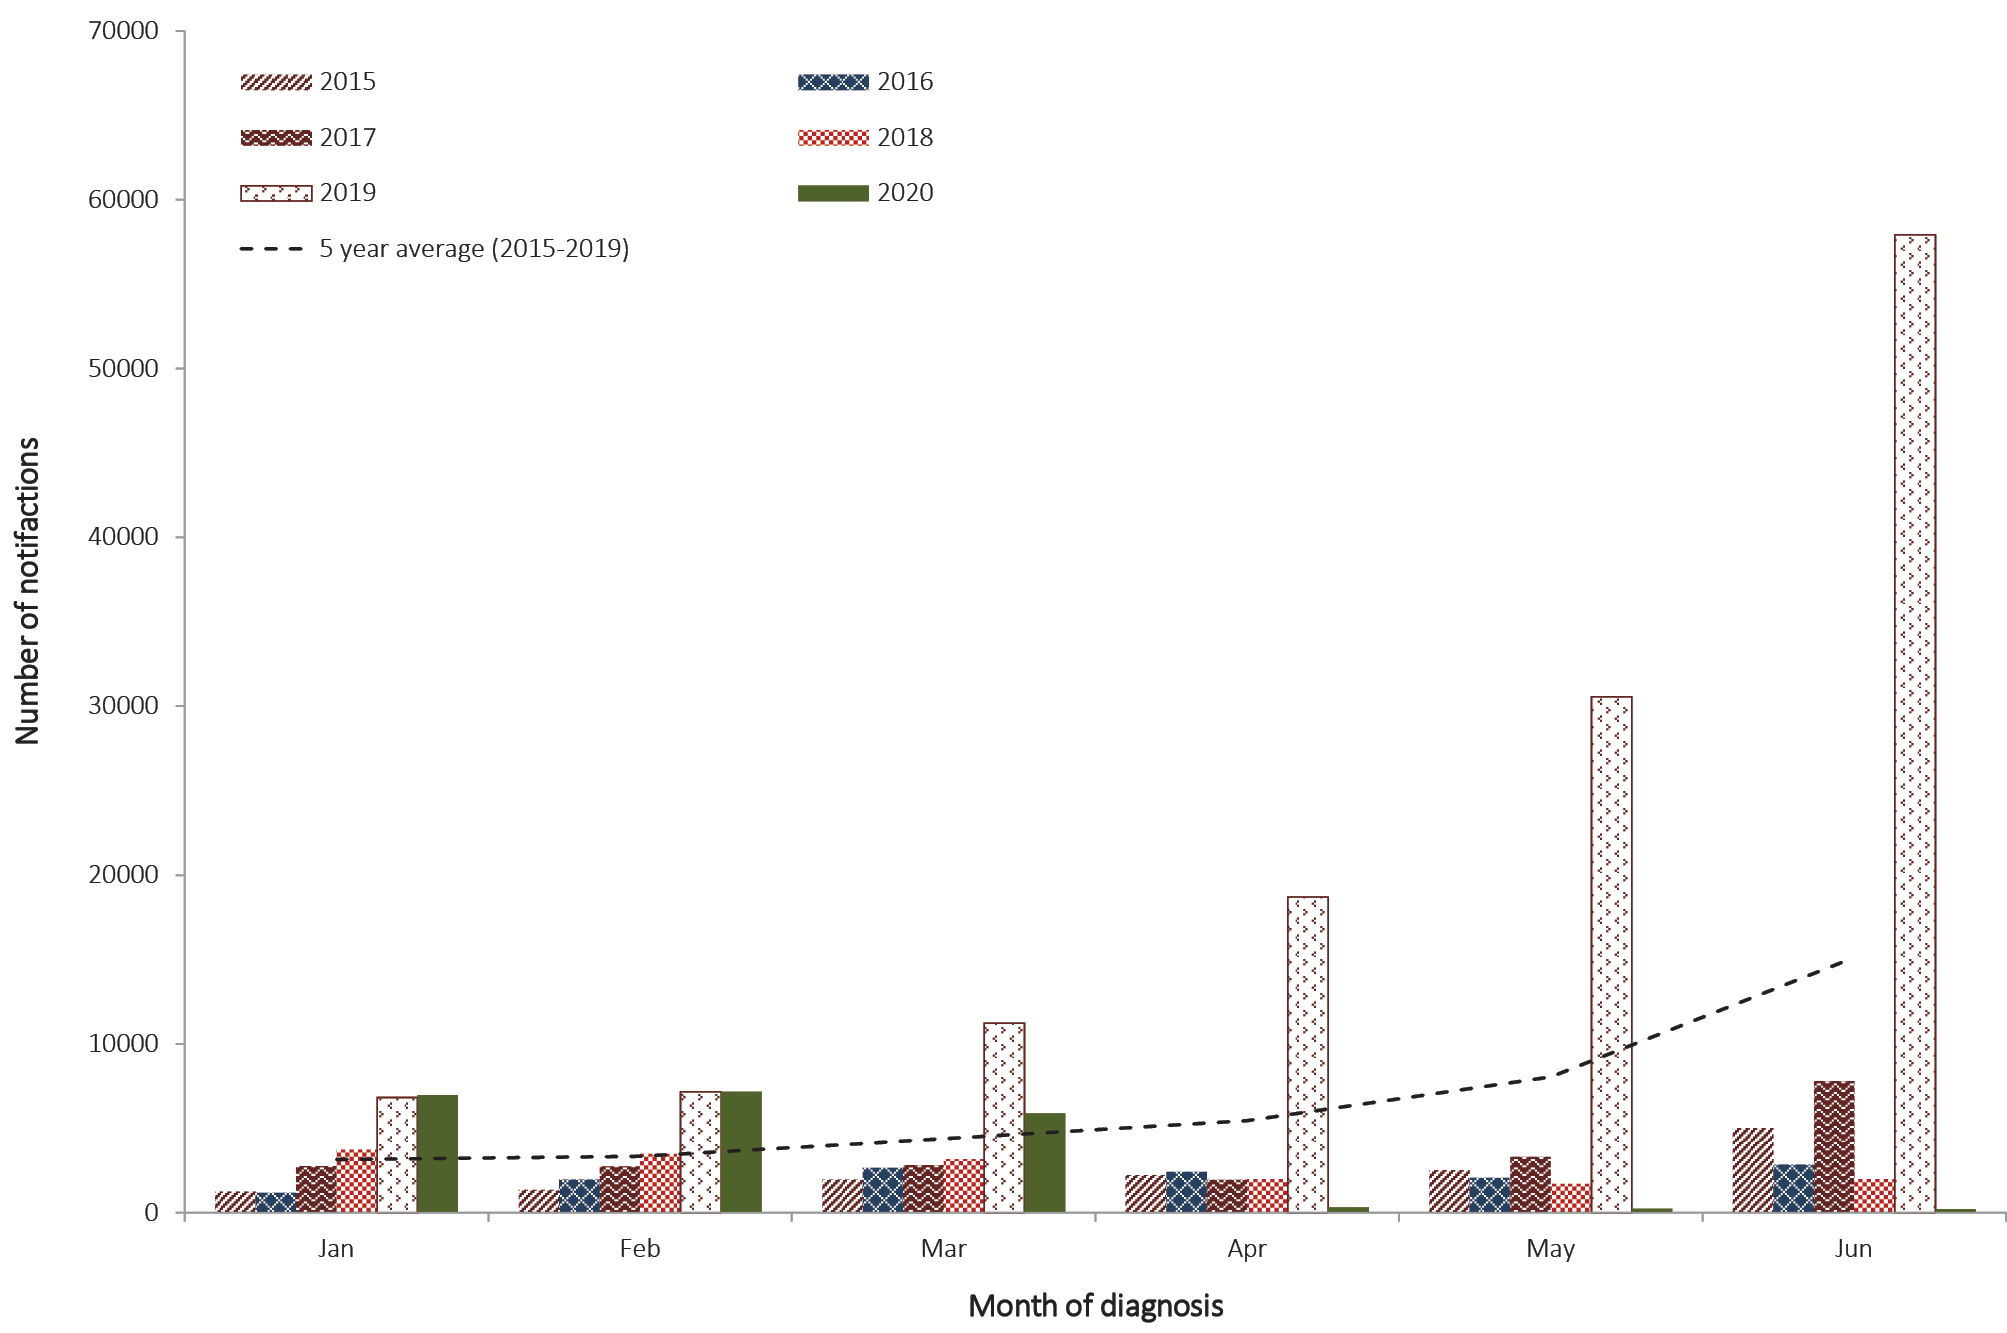 70000
60000
50000
40000
30000
20000
10000
0
Number of notifactions
2015
2016
2017
2018
2019
2020
5 year average (2015-2019)
Jan
Feb
Mar
Apr
May
Jun
Month of diagnosis